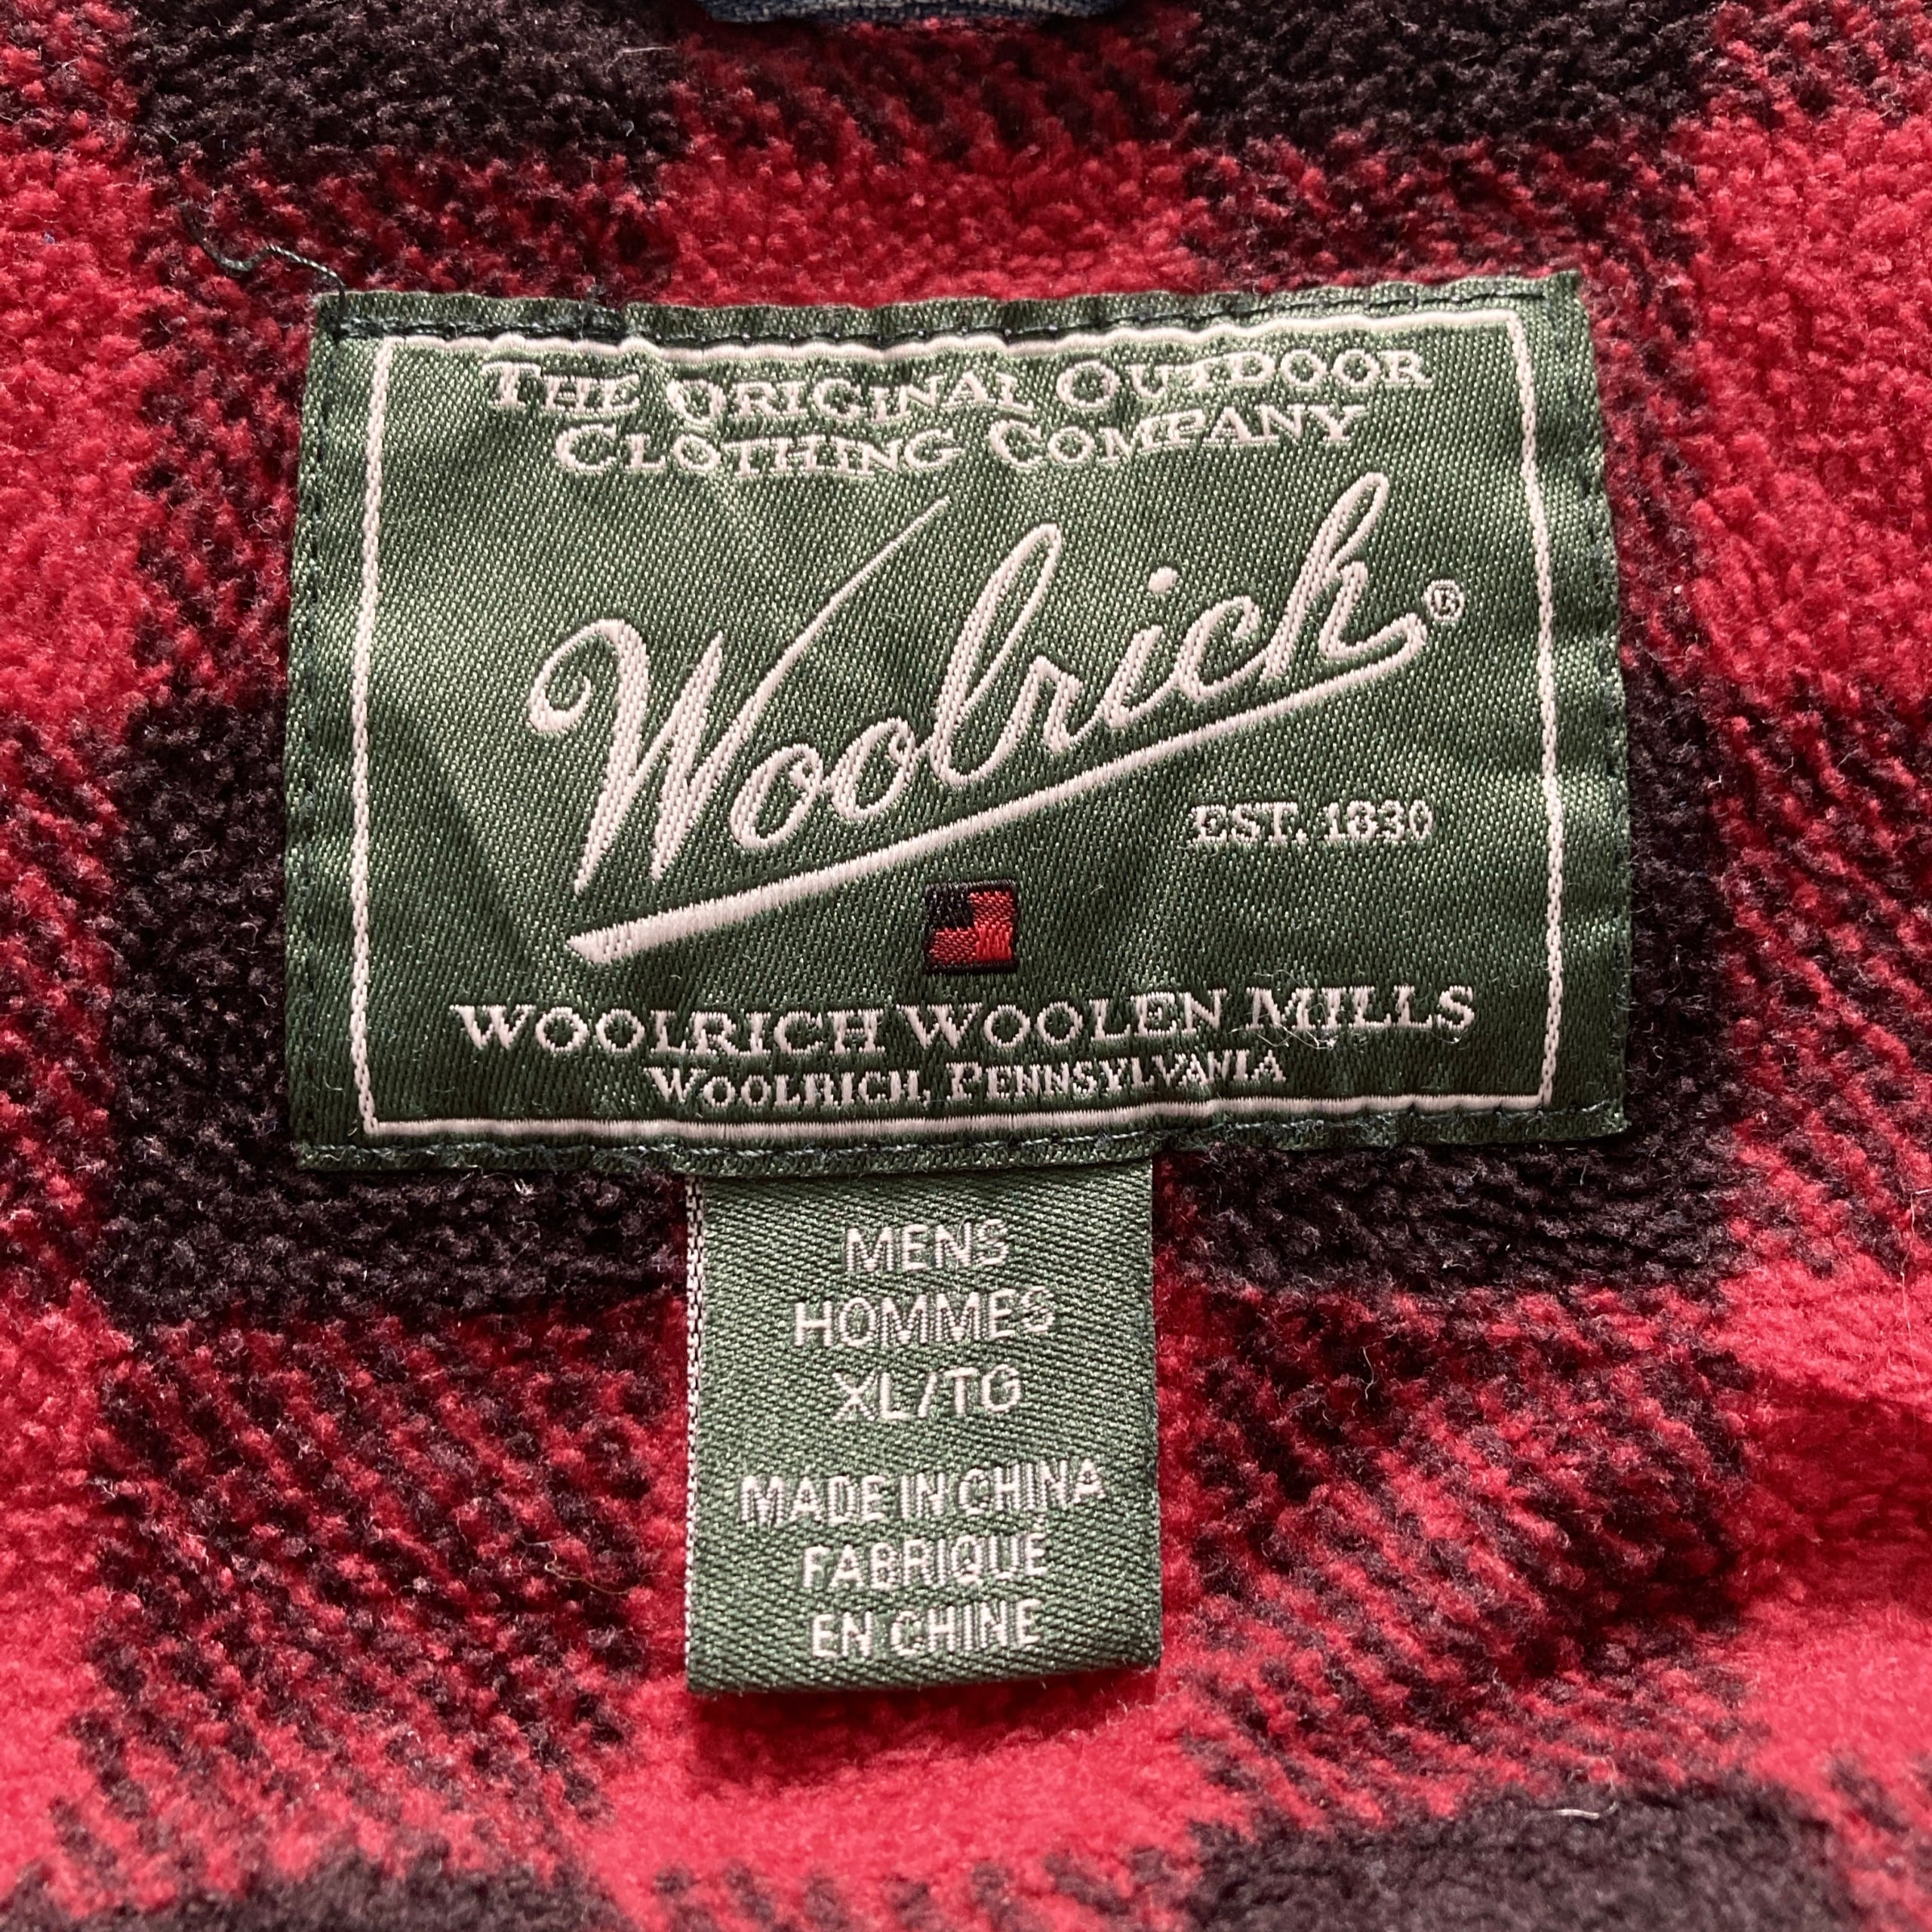 THE ORIGINAL OUTDOOR
CLOTHING COMPANY
Woolrich®
EST. 1830
WOOLRICH WOOLEN MILLS
WOOLRICH, PENNSYLVANIA
MENS
HOMMES
XL/TG
MADE IN CHINA
FABRIQUÉ
EN CHINE